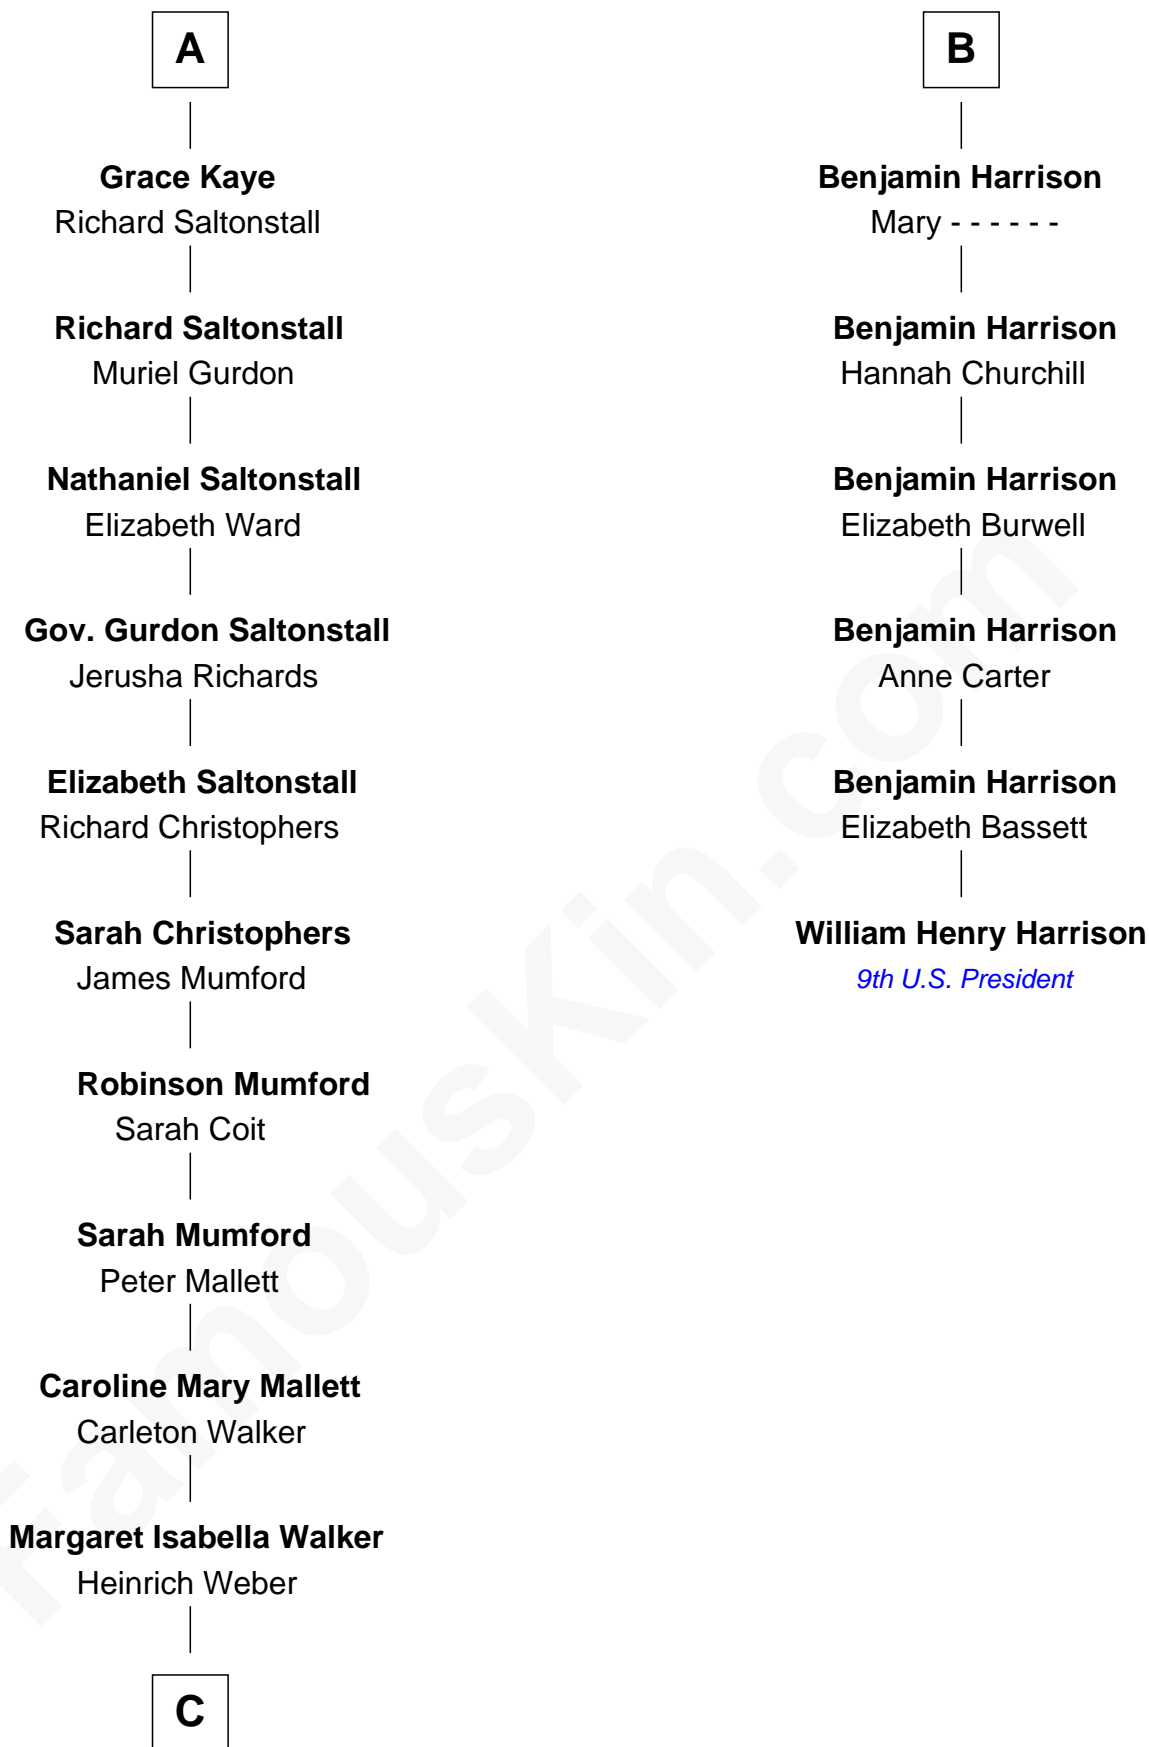 A
Grace Kaye
Richard Saltonstall
Richard Saltonstall
Muriel Gurdon
Nathaniel Saltonstall
Elizabeth Ward
Gov. Gurdon Saltonstall
Jerusha Richards
Elizabeth Saltonstall
Richard Christophers
Sarah Christophers
James Mumford
Robinson Mumford
Sarah Coit
Sarah Mumford
Peter Mallett
Caroline Mary Mallett
Carleton Walker
Margaret Isabella Walker
Heinrich Weber
C
B
Benjamin Harrison
Mary - - - - - -
Benjamin Harrison
Hannah Churchill
Benjamin Harrison
Elizabeth Burwell
Benjamin Harrison
Anne Carter
Benjamin Harrison
Elizabeth Bassett
William Henry Harrison
9th U.S. President
FamousKin.com